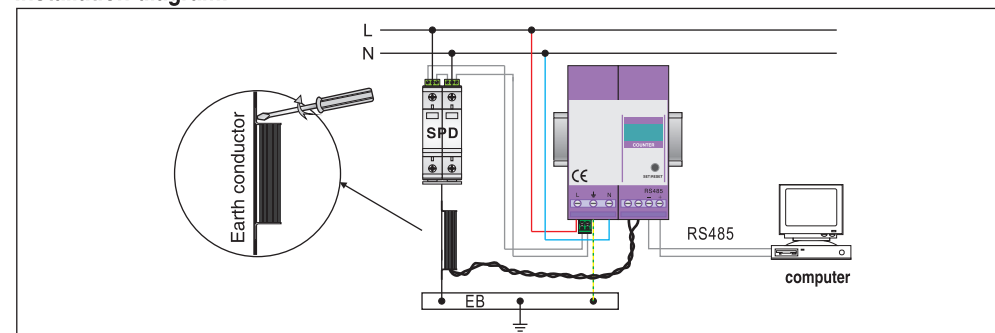 L
N
Earth conductor
SPD
COUNTER
SET/RESET
CE
L N
RS485
RS485
computer
EB